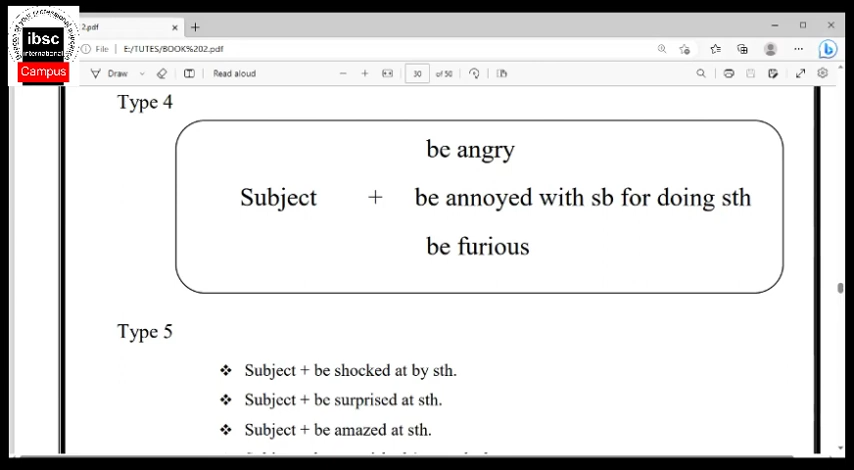 2.pdf
ibsc
international
Campus
File
E:/TUTES/BOOK%202.pdf
Draw
Read aloud
30
of 50
Type 4
be angry
Subject + be annoyed with sb for doing sth
be furious
Type 5
❖ Subject + be shocked at by sth.
❖ Subject + be surprised at sth.
❖ Subject + be amazed at sth.